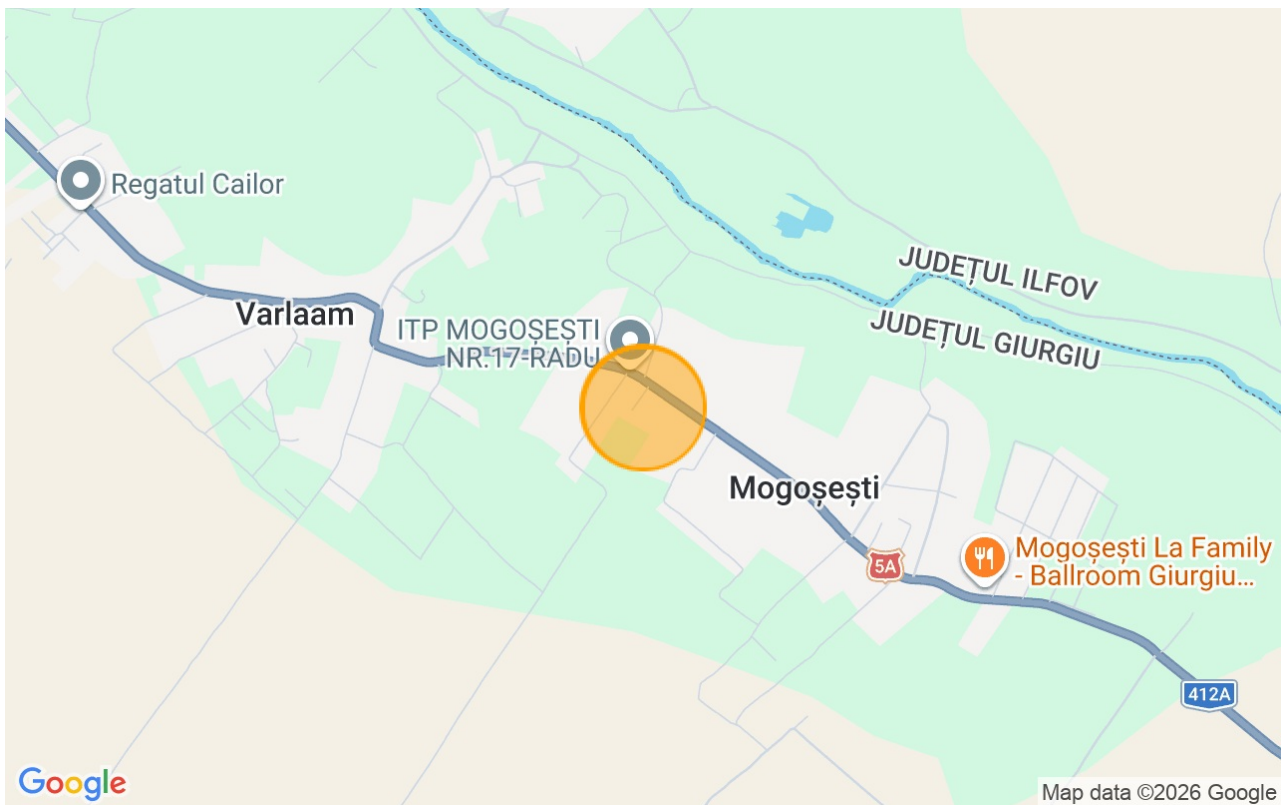 Regatul Cailor
JUDEȚUL ILFOV
JUDEȚUL GIURGIU
Varlaam
ITP MOGOȘEȘTI
NR.17-RADU
Mogoșești
5A
Mogoșești La Family
- Ballroom Giurgiu...
412A
Google
Map data ©2026 Google